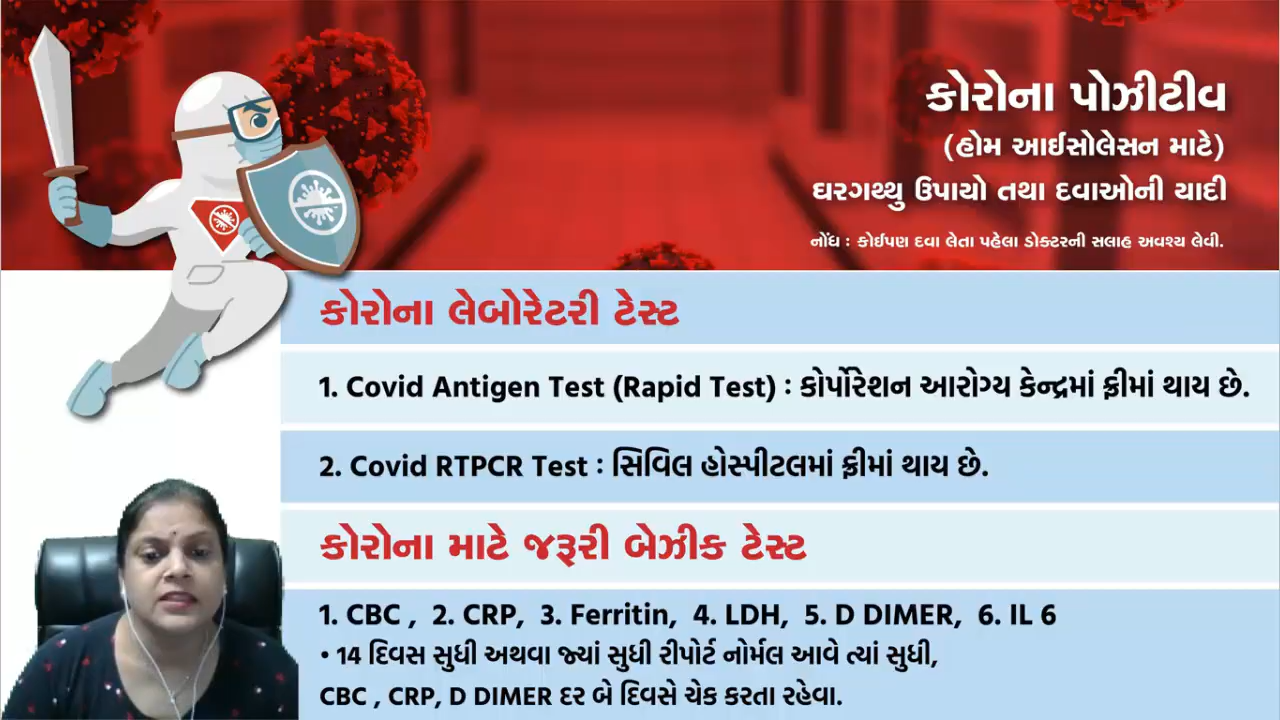 કોરોના પોઝીટીવ
(હોમ આઈસોલેસન માટે)
ઘરગથ્થુ ઉપાયો તથા દવાઓની યાદી
નોંધ : કોઈપણ દવા લેતા પહેલા ડોક્ટરની સલાહ અવશ્ય લેવી.
કોરોના લેબોરેટરી ટેસ્ટ
1. Covid Antigen Test (Rapid Test) : કોર્પોરેશન આરોગ્ય કેન્દ્રમાં ફ્રીમાં થાય છે.
2. Covid RTPCR Test : સિવિલ હોસ્પીટલમાં ફ્રીમાં થાય છે.
કોરોના માટે જરૂરી બેઝીક ટેસ્ટ
1. CBC , 2. CRP, 3. Ferritin, 4. LDH, 5. D DIMER, 6. IL 6
• 14 દિવસ સુધી અથવા જ્યાં સુધી રીપોર્ટ નોર્મલ આવે ત્યાં સુધી,
CBC , CRP, D DIMER દર બે દિવસે ચેક કરતા રહેવા.